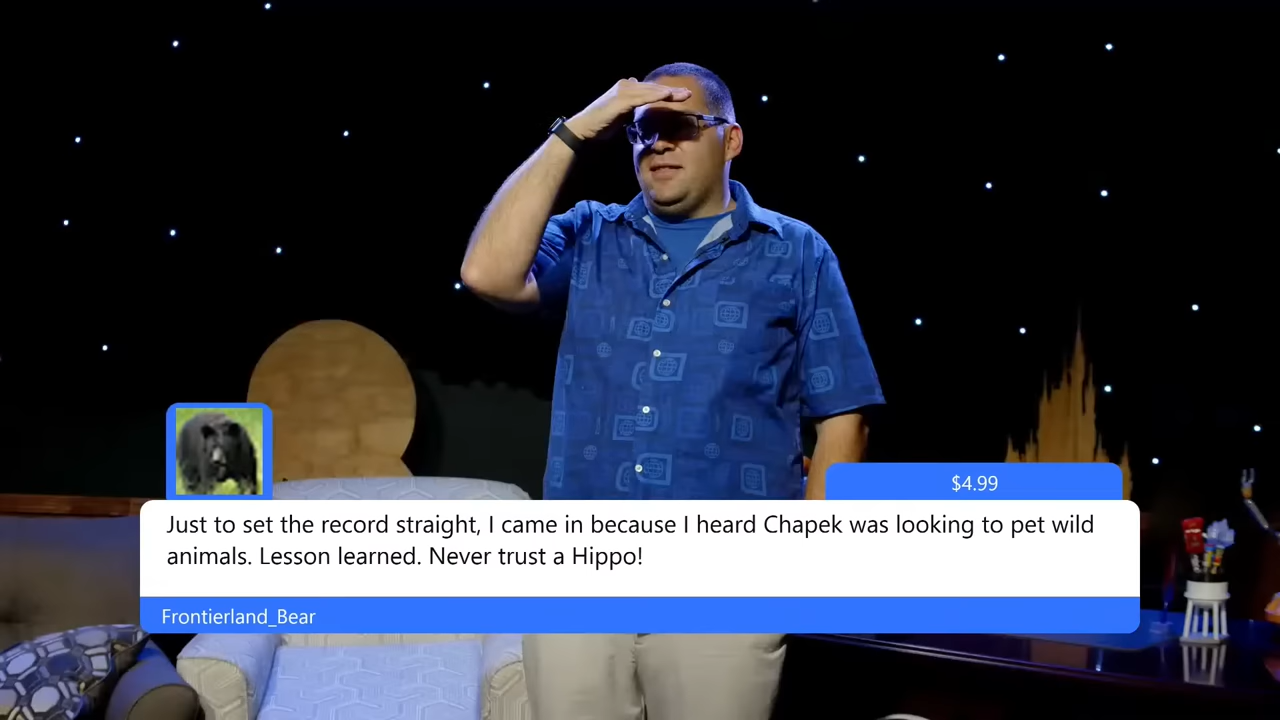 $4.99
Just to set the record straight, I came in because I heard Chapek was looking to pet wild
animals. Lesson learned. Never trust a Hippo!
Frontierland_Bear